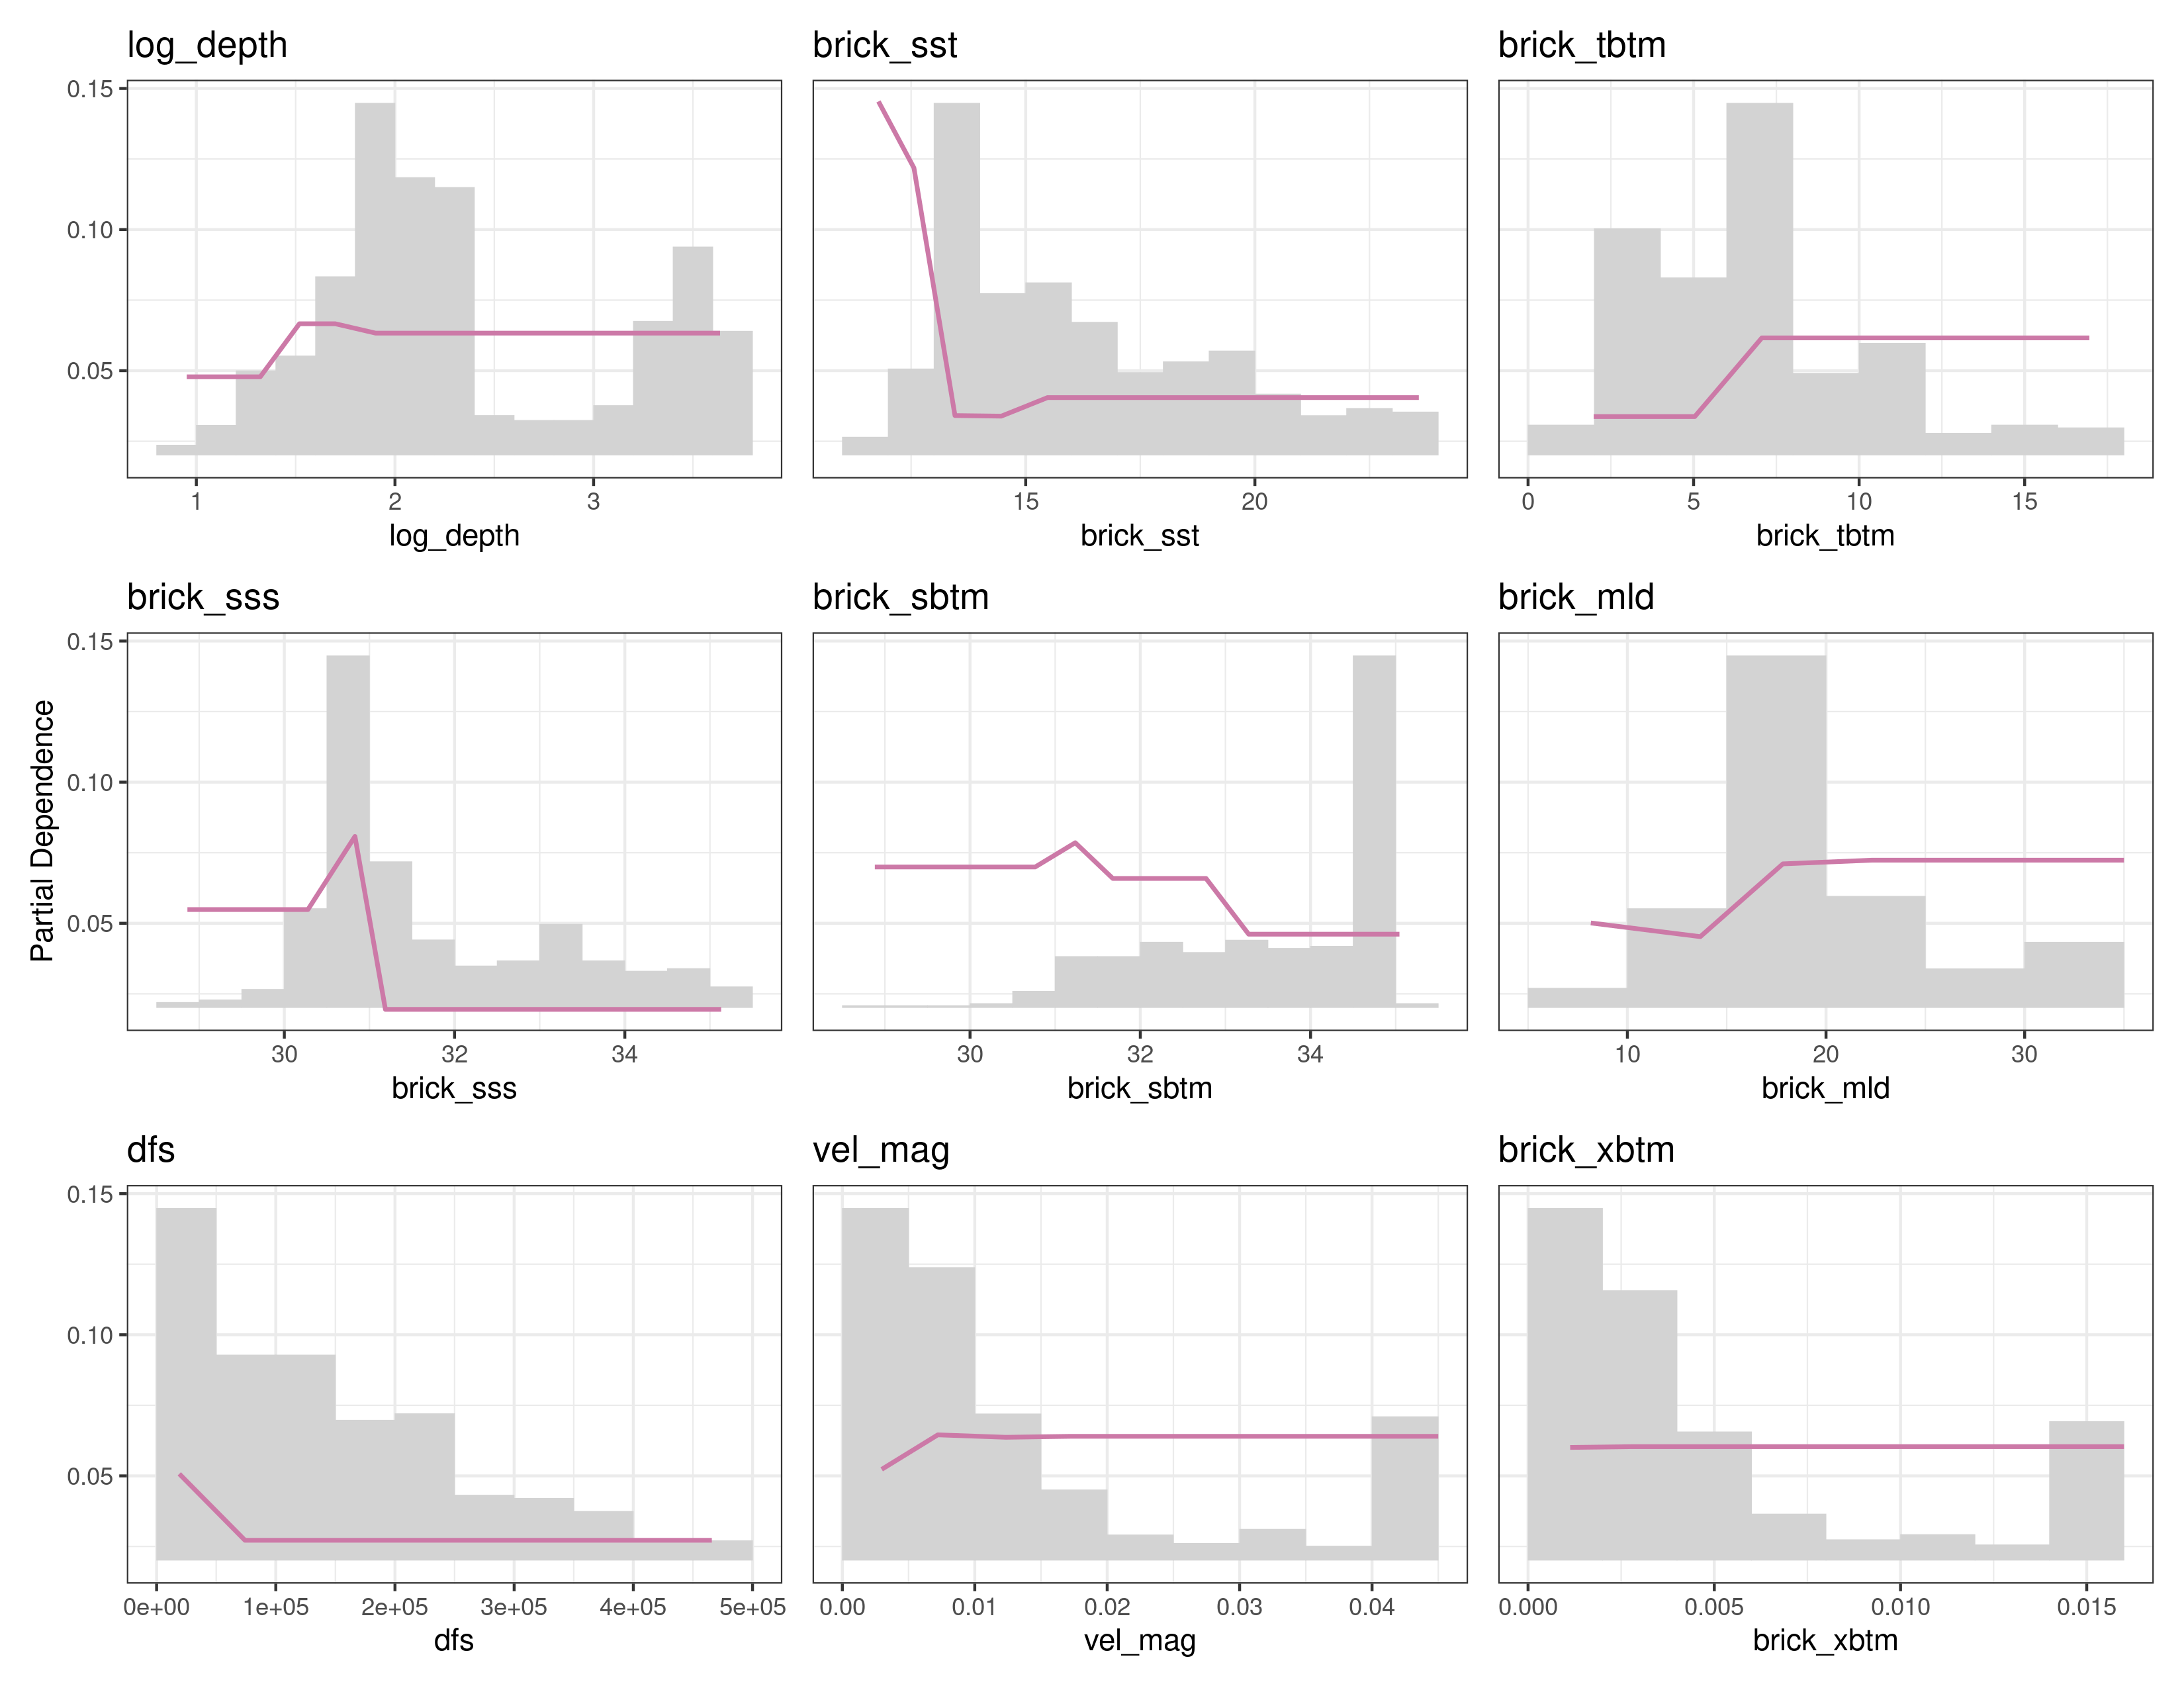 log_depth
brick_sst
brick_tbtm
0.15
0.10
0.05
1 2 3
15 20
0 5 10 15
log_depth
brick_sst
brick_tbtm
brick_sss
brick_sbtm
brick_mld
Partial Dependence
0.15
0.10
0.05
30 32 34
30 32 34
10 20 30
brick_sss
brick_sbtm
brick_mld
dfs
vel_mag
brick_xbtm
0.15
0.10
0.05
0e+00 1e+05 2e+05 3e+05 4e+05 5e+05
0.00 0.01 0.02 0.03 0.04
0.000 0.005 0.010 0.015
dfs
vel_mag
brick_xbtm